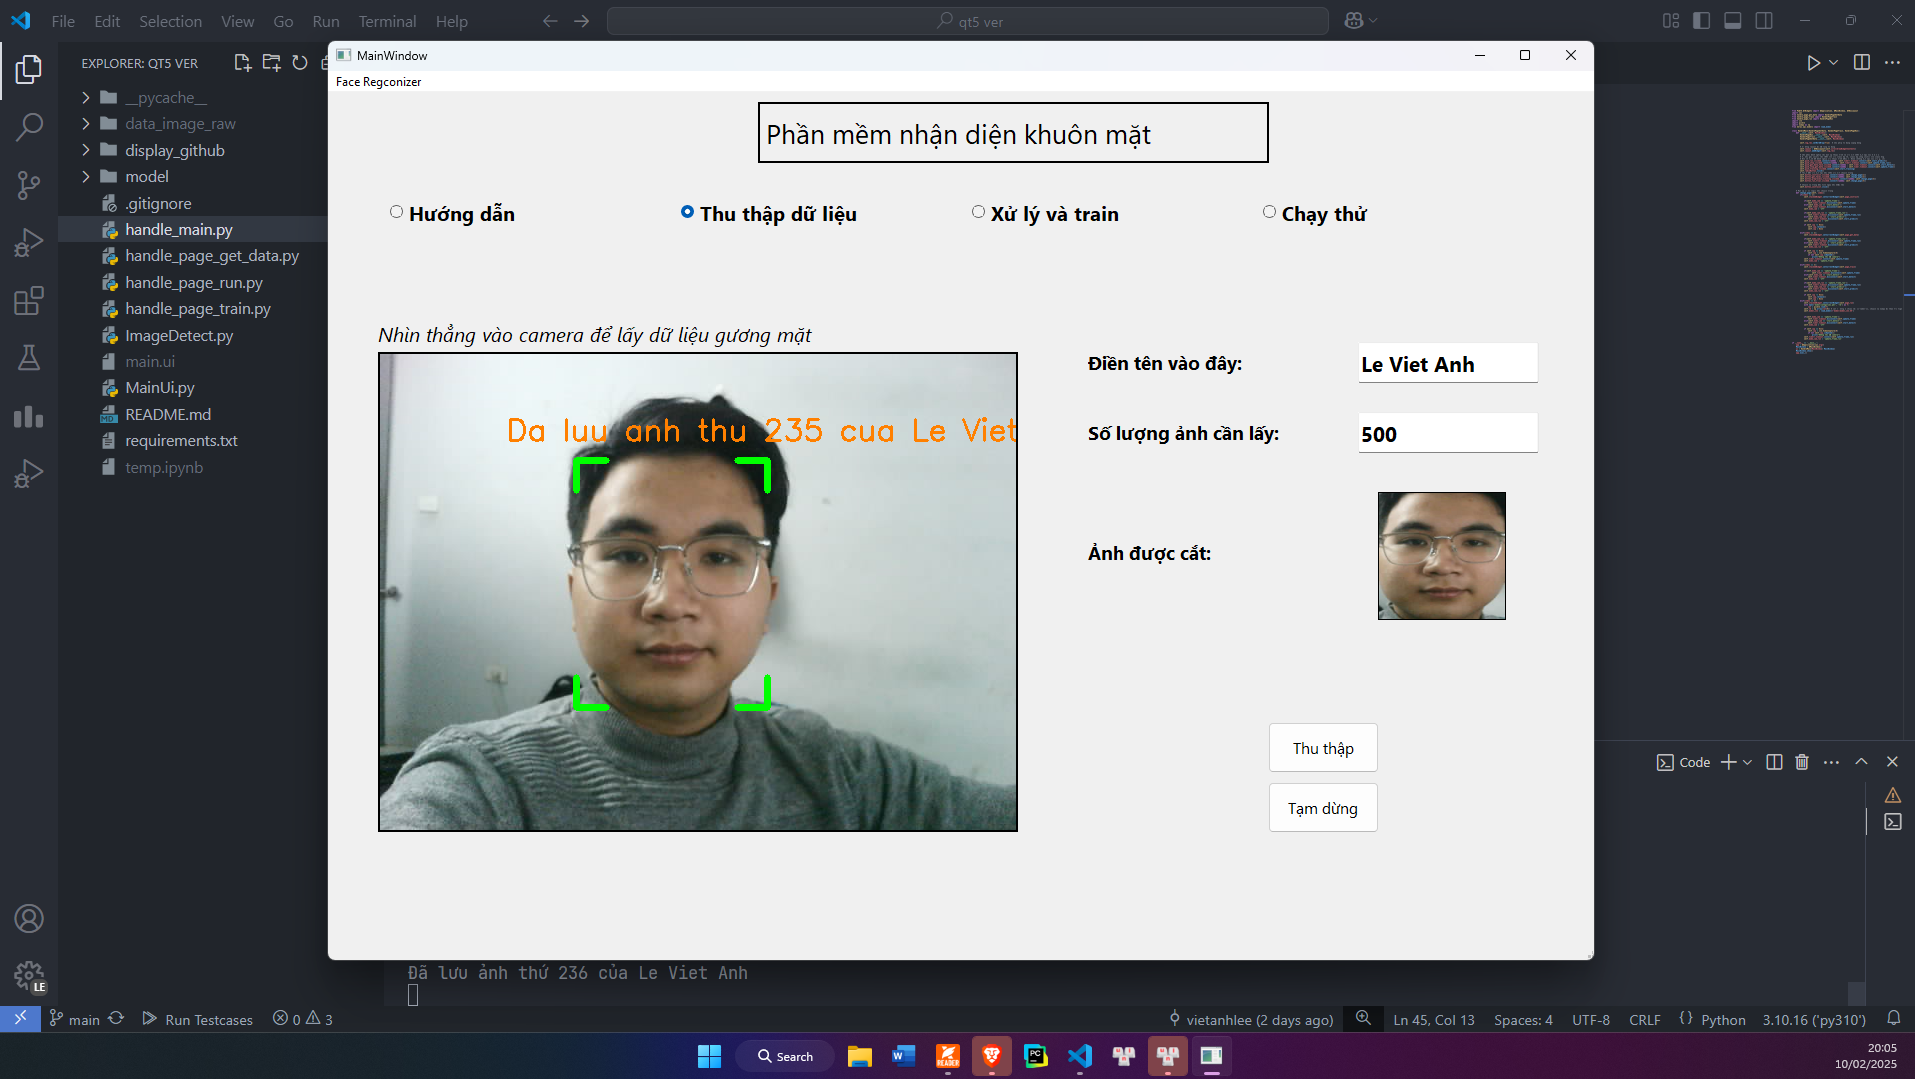 File Edit Selection View Go Run Terminal Help
qt5 ver
EXPLORER: QT5 VER
__pycache__
data_image_raw
display_github
model
.gitignore
handle_main.py
handle_page_get_data.py
handle_page_run.py
handle_page_train.py
ImageDetect.py
main.ui
MainUi.py
README.md
requirements.txt
temp.ipynb
MainWindow
Face Regconizer
Phần mềm nhận diện khuôn mặt
Hướng dẫn
Thu thập dữ liệu
Xử lý và train
Chạy thử
Nhìn thẳng vào camera để lấy dữ liệu gương mặt
Da luu anh thu 235 cua Le Viet
Điền tên vào đây:
Le Viet Anh
Số lượng ảnh cần lấy:
500
Ảnh được cắt:
Thu thập
Tạm dừng
Code
Đã lưu ảnh thứ 236 của Le Viet Anh
LE
main
Run Testcases
0
3
vietanhlee (2 days ago)
Ln 45, Col 13
Spaces: 4
UTF-8
CRLF
Python
3.10.16 ('py310')
Search
READER
PC
20:05
10/02/2025